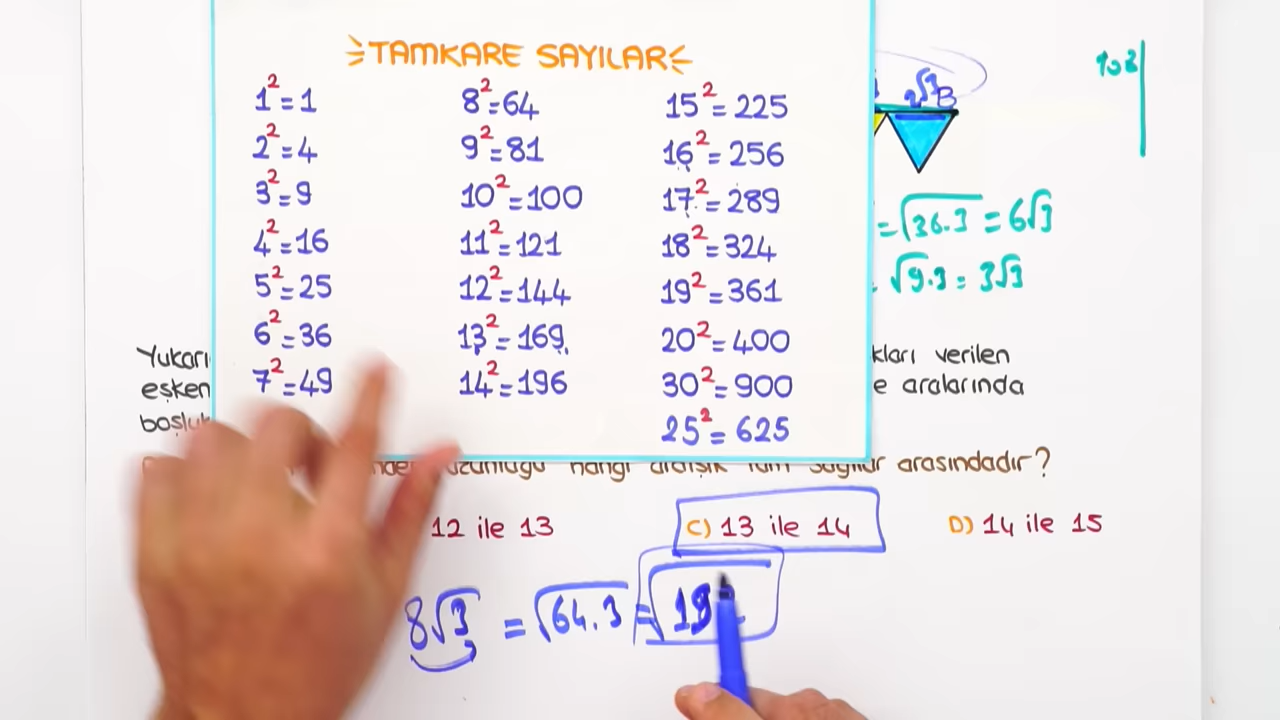 TAMKARE SAYILAR
1²=1
2²=4
3²=9
4²=16
5²=25
6²=36
7²=49
8²=64
9²=81
10²=100
11²=121
12²=144
13²=169
14²=196
15²=225
16²=256
17²=289
18²=324
19²=361
20²=400
30²=900
25²=625
108
B
=√36.3 = 6√3
√9.3 = 3√3
verilen
e aralarında
hangi tam arasındadır?
12 ile 13
C) 13 ile 14
D) 14 ile 15
8√3 = √64.3 =